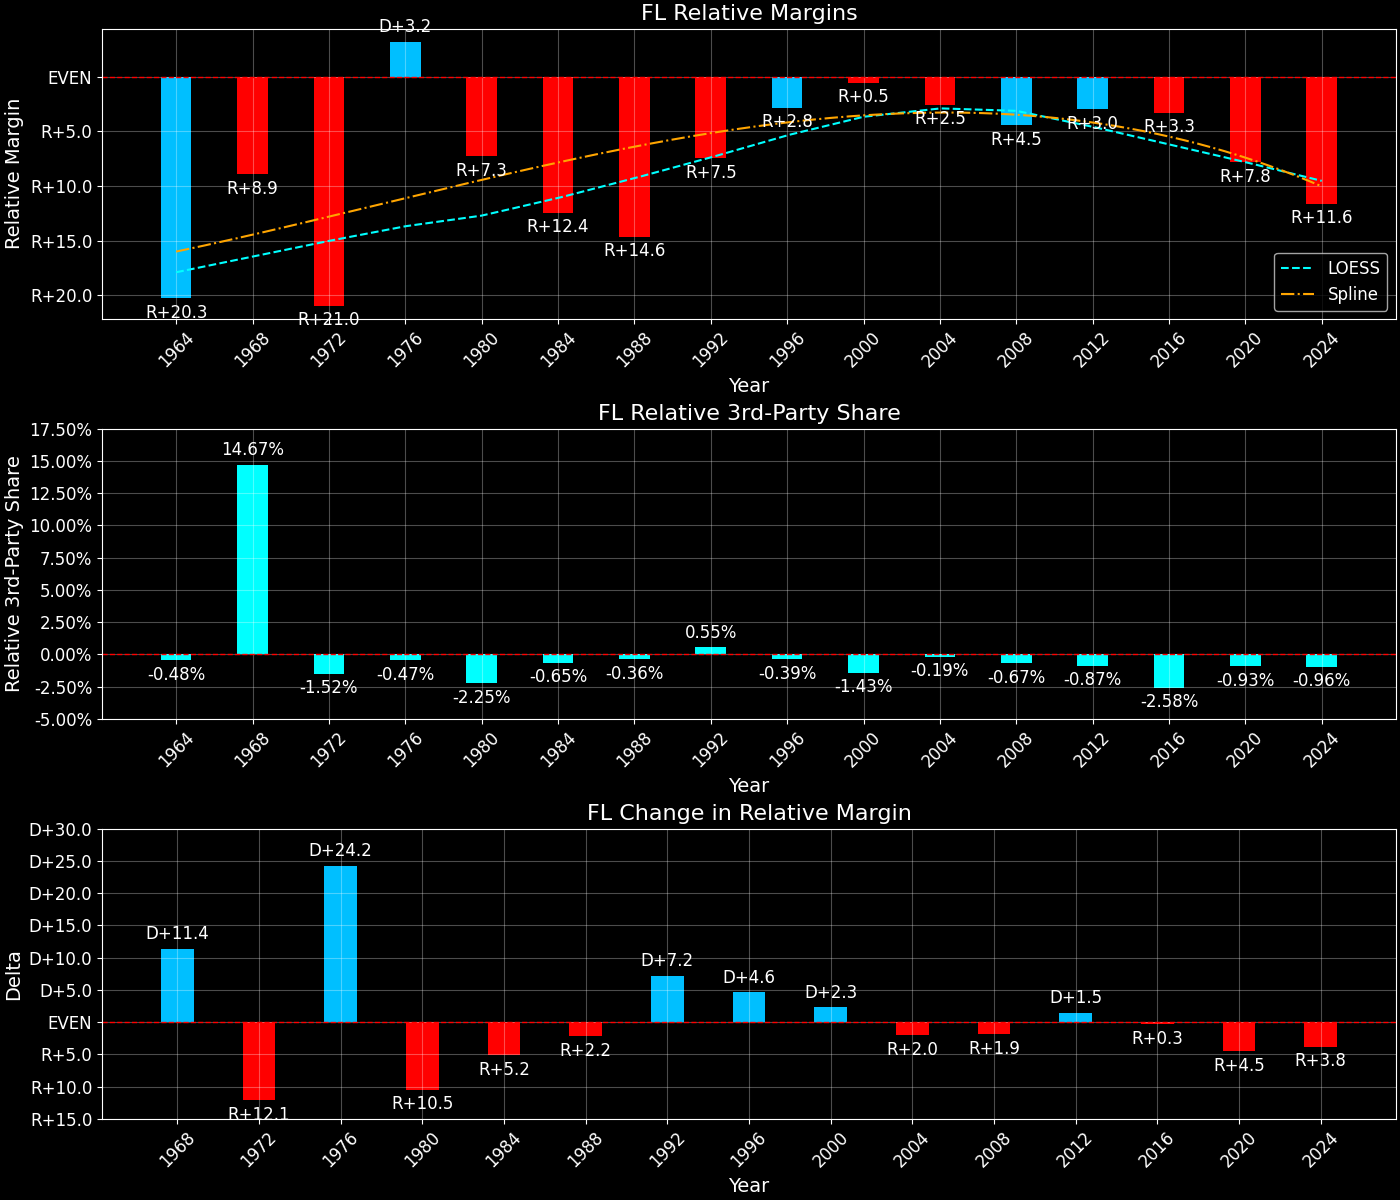 FL Relative Margins
Relative Margin
EVEN
R+5.0
R+10.0
R+15.0
R+20.0
R+20.3
R+8.9
R+21.0
D+3.2
R+7.3
R+12.4
R+14.6
R+7.5
R+2.8
R+0.5
R+2.5
R+4.5
R+3.0
R+3.3
R+7.8
R+11.6
LOESS
Spline
1964 1968 1972 1976 1980 1984 1988 1992 1996 2000 2004 2008 2012 2016 2020 2024
Year
FL Relative 3rd-Party Share
Relative 3rd-Party Share
17.50%
15.00%
12.50%
10.00%
7.50%
5.00%
2.50%
0.00%
-2.50%
-5.00%
-0.48%
14.67%
-1.52%
-0.47%
-2.25%
-0.65%
-0.36%
0.55%
-0.39%
-1.43%
-0.19%
-0.67%
-0.87%
-2.58%
-0.93%
-0.96%
1964 1968 1972 1976 1980 1984 1988 1992 1996 2000 2004 2008 2012 2016 2020 2024
Year
FL Change in Relative Margin
Delta
D+30.0
D+25.0
D+20.0
D+15.0
D+10.0
D+5.0
EVEN
R+5.0
R+10.0
R+15.0
D+11.4
R+12.1
D+24.2
R+10.5
R+5.2
R+2.2
D+7.2
D+4.6
D+2.3
R+2.0
R+1.9
D+1.5
R+0.3
R+4.5
R+3.8
1968 1972 1976 1980 1984 1988 1992 1996 2000 2004 2008 2012 2016 2020 2024
Year